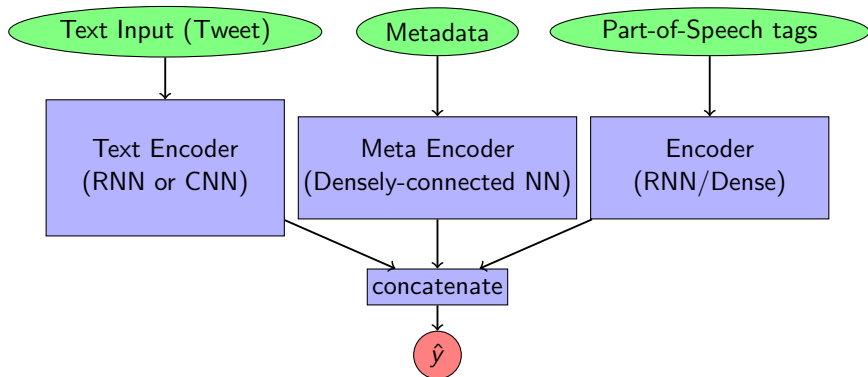 Text Input (Tweet)
Metadata
Part-of-Speech tags
Text Encoder
(RNN or CNN)
Meta Encoder
(Densely-connected NN)
Encoder
(RNN/Dense)
concatenate
ŷ